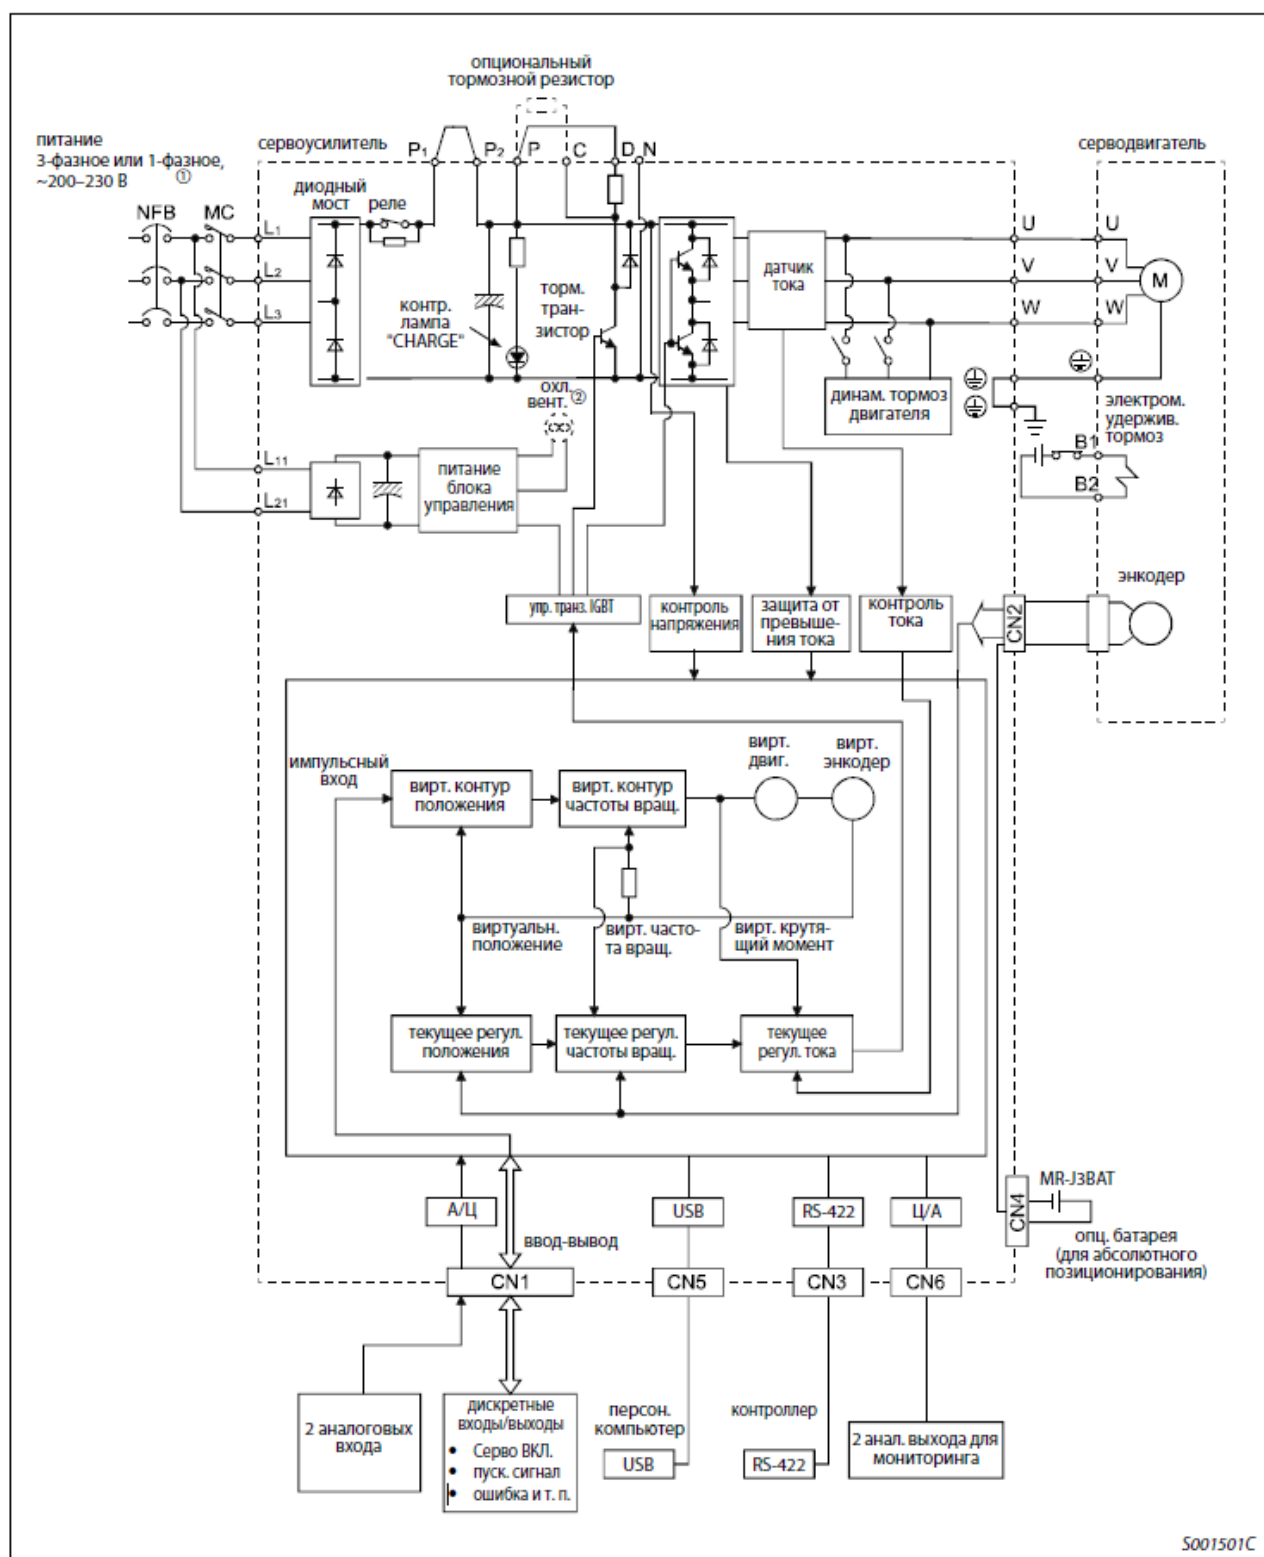 опциональный
тормозной резистор
питание
3-фазное или 1-фазное,
~200–230 В ①
сервоусилитель
P1
P2
P
C
D
N
серводвигатель
диодный
мост
реле
NFB
MC
L1
L2
L3
контр.
лампа
"CHARGE"
торм.
тран-
зистор
датчик
тока
U
V
W
U
V
W
M
динам. тормоз
двигателя
охл.
вент. ②
электром.
удержив.
тормоз
B1
B2
L11
L21
питание
блока
управления
энкодер
упр. транз. IGBT
контроль
напряжения
защита от
превыше-
ния тока
контроль
тока
CN2
импульсный
вход
вирт. контур
положения
вирт. контур
частоты вращ.
вирт.
двиг.
вирт.
энкодер
виртуальн.
положение
вирт. часто-
та вращ.
вирт. крутя-
щий момент
текущее регул.
положения
текущее регул.
частоты вращ.
текущее
регул. тока
А/Ц
ввод-вывод
USB
RS-422
Ц/А
CN4
MR-J3BAT
опц. батарея
(для абсолютного
позиционирования)
CN1
CN5
CN3
CN6
2 аналоговых
входа
дискретные
входы/выходы
• Серво ВКЛ.
• пуск. сигнал
• ошибка и т. п.
персон.
компьютер
USB
контроллер
RS-422
2 анал. выхода для
мониторинга
S001501C